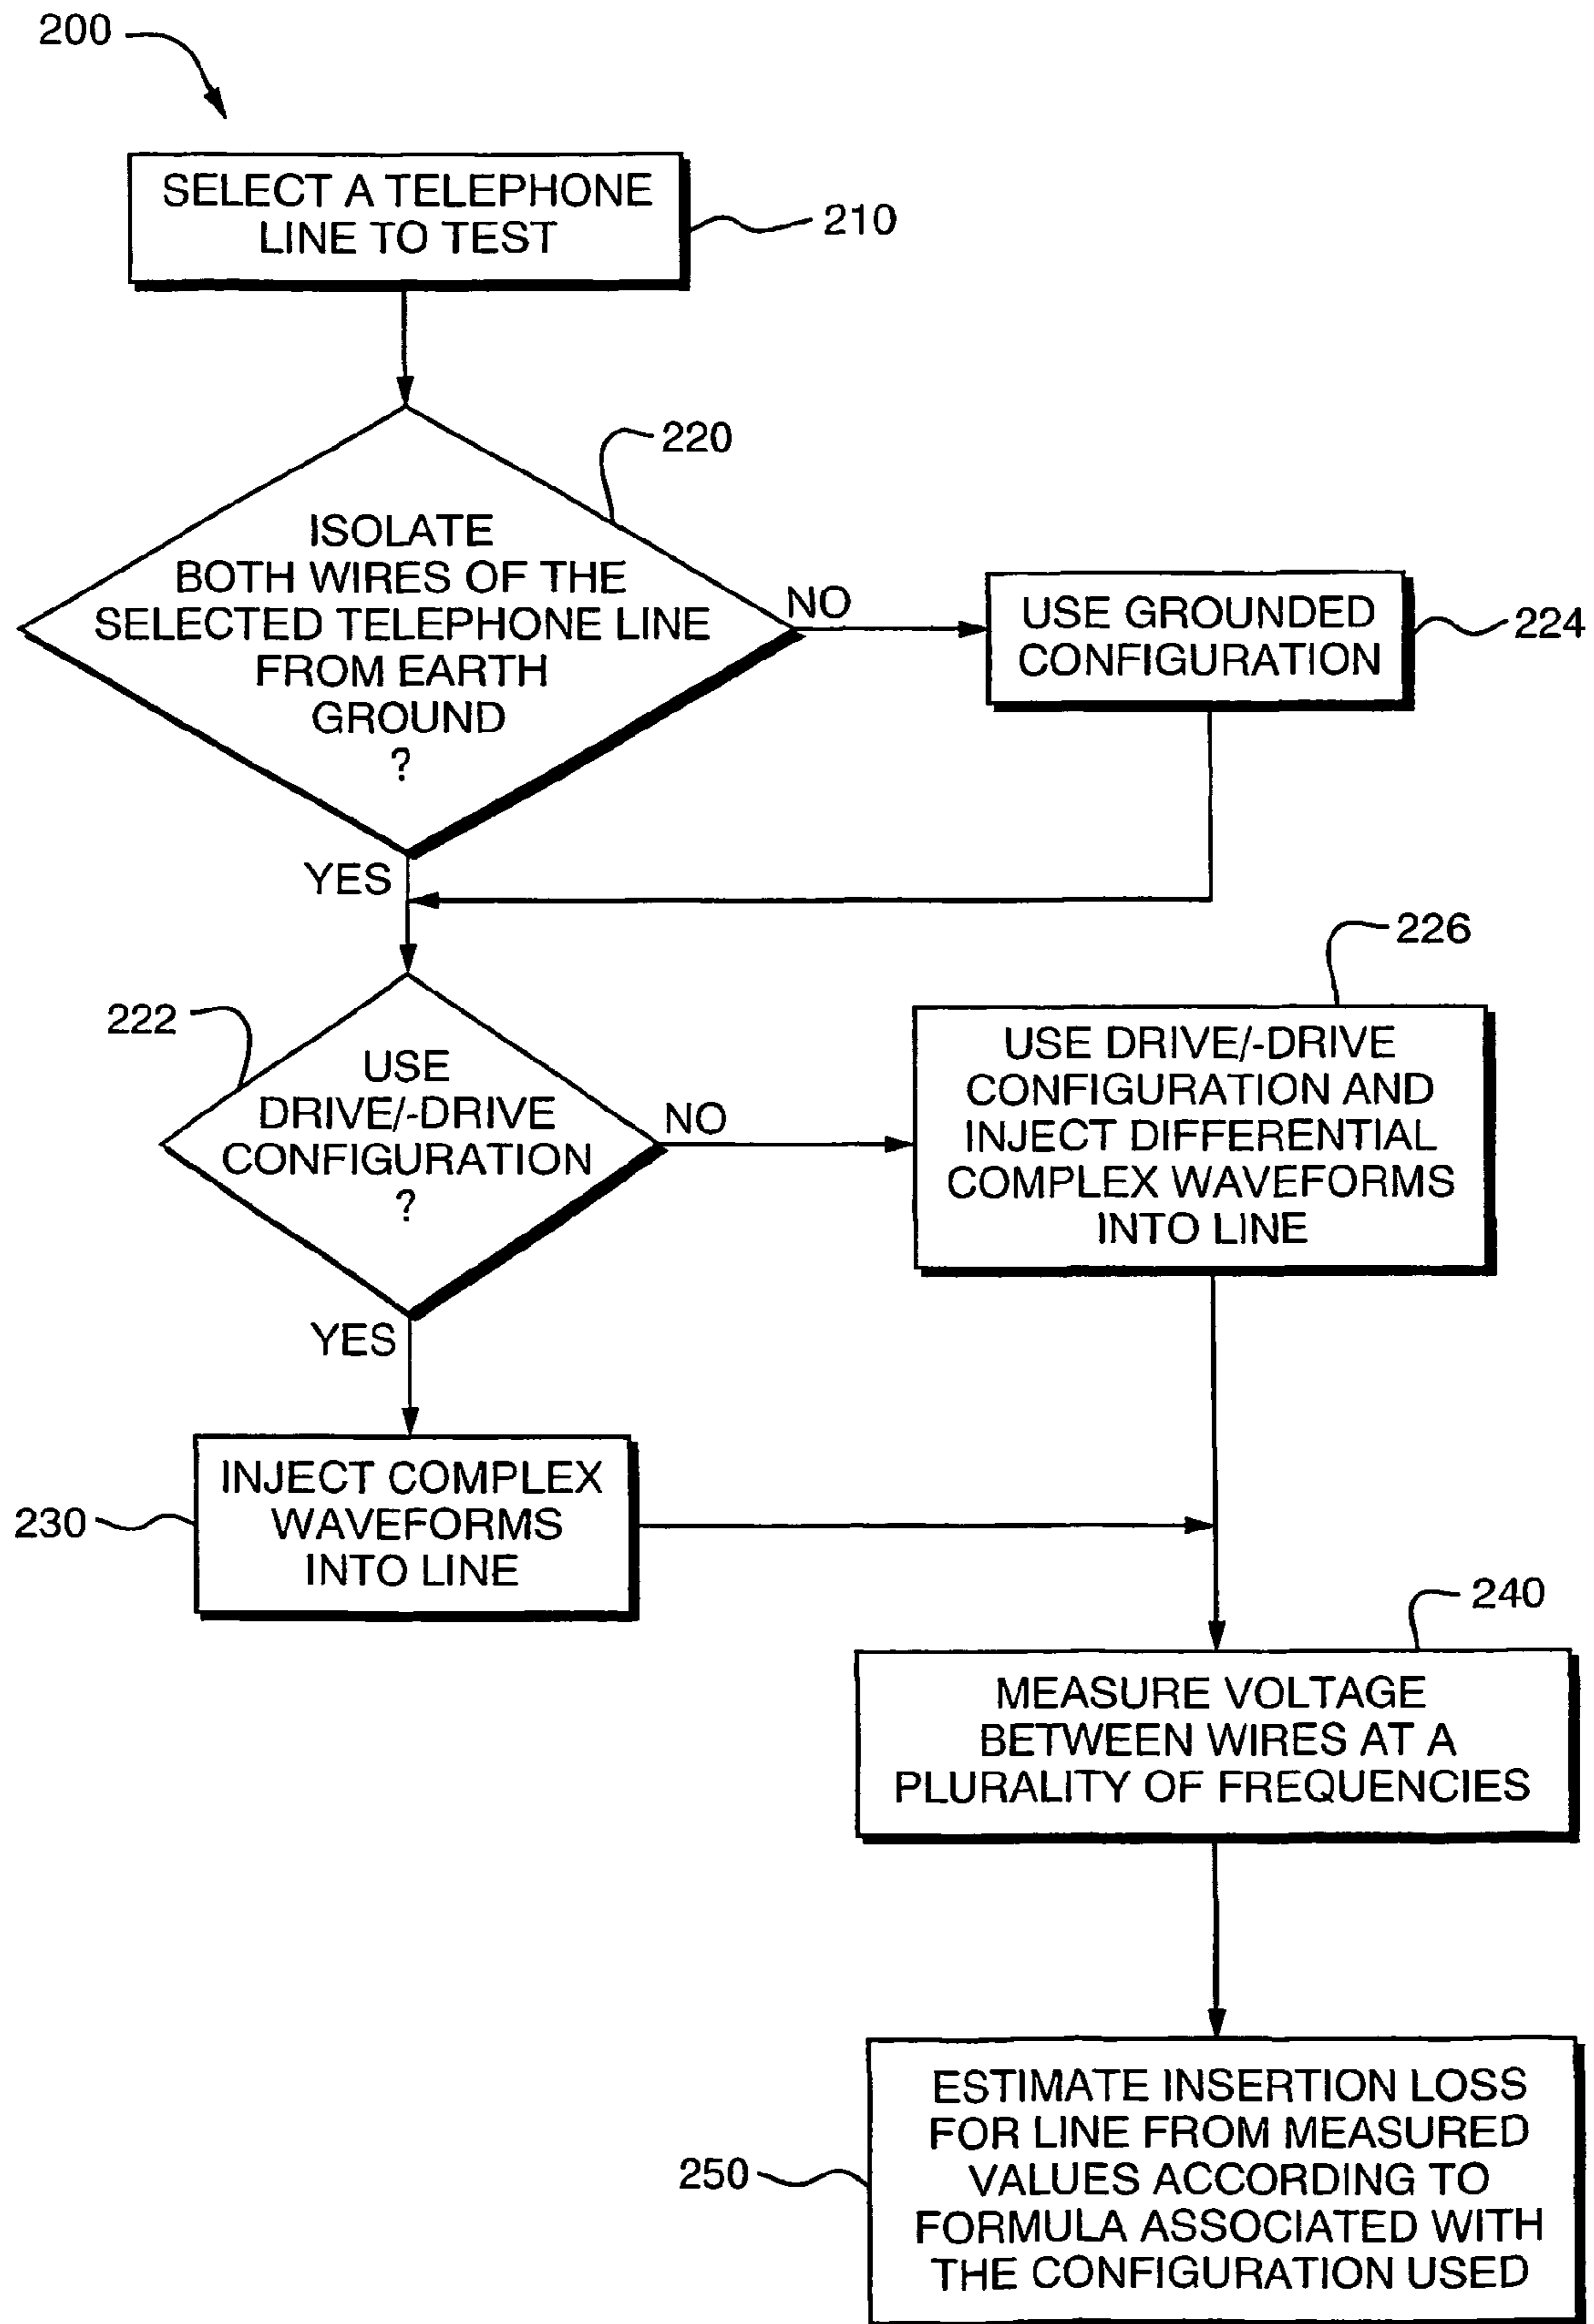 200
SELECT A TELEPHONE
LINE TO TEST
210
220
ISOLATE
BOTH WIRES OF THE
SELECTED TELEPHONE LINE
FROM EARTH
GROUND
?
NO
USE GROUNDED
CONFIGURATION
224
YES
226
222
USE
DRIVE/-DRIVE
CONFIGURATION
?
NO
USE DRIVE/-DRIVE
CONFIGURATION AND
INJECT DIFFERENTIAL
COMPLEX WAVEFORMS
INTO LINE
YES
230
INJECT COMPLEX
WAVEFORMS
INTO LINE
240
MEASURE VOLTAGE
BETWEEN WIRES AT A
PLURALITY OF FREQUENCIES
250
ESTIMATE INSERTION LOSS
FOR LINE FROM MEASURED
VALUES ACCORDING TO
FORMULA ASSOCIATED WITH
THE CONFIGURATION USED